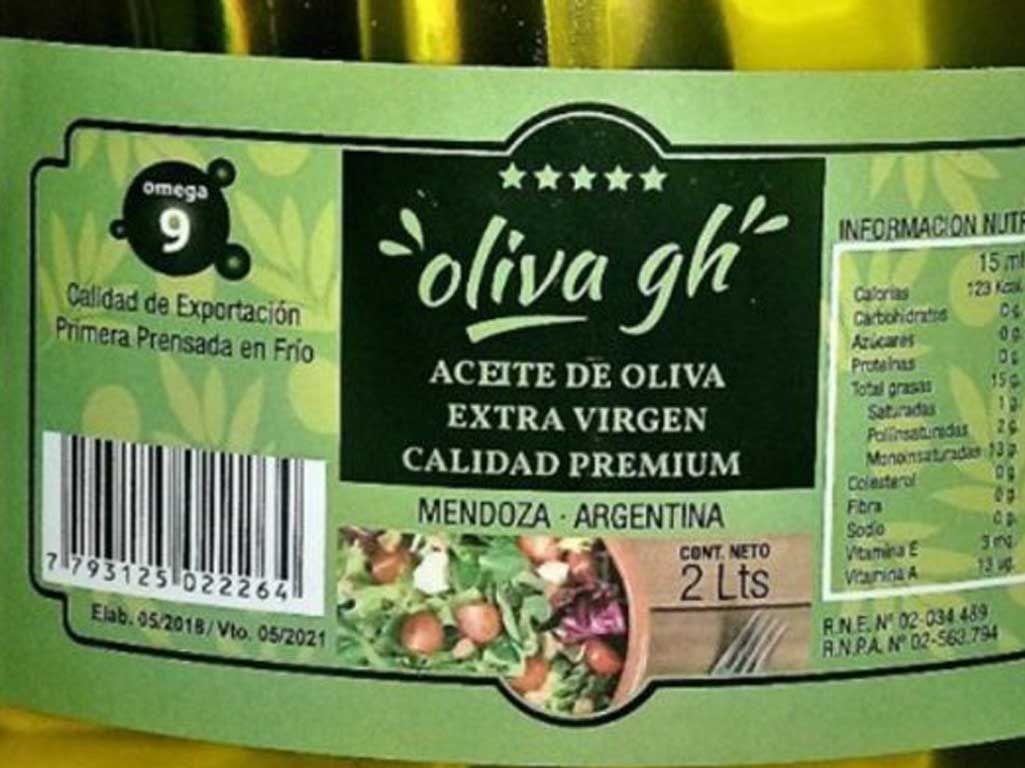 omega
9
Calidad de Exportación
Primera Prensada en Frío
7 793125 022264
Elab. 05/2018 / Vto. 05/2021
oliva gh
ACEITE DE OLIVA
EXTRA VIRGEN
CALIDAD PREMIUM
MENDOZA · ARGENTINA
CONT. NETO
2 Lts
INFORMACION NUTR
15 ml
Calorías 123 Kcal
Carbohidratos 0 g
Azúcares 0 g
Proteínas 0 g
Total grasas 15 g
Saturadas 1 g
Poliinsaturadas 2 g
Monoinsaturadas 13 g
Colesterol 0 g
Fibra 0 g
Sodio 0 g
Vitamina E 3 mg
Vitamina A 13 ug
R.N.E. Nº 02-034.489
R.N.P.A. Nº 02-563.794